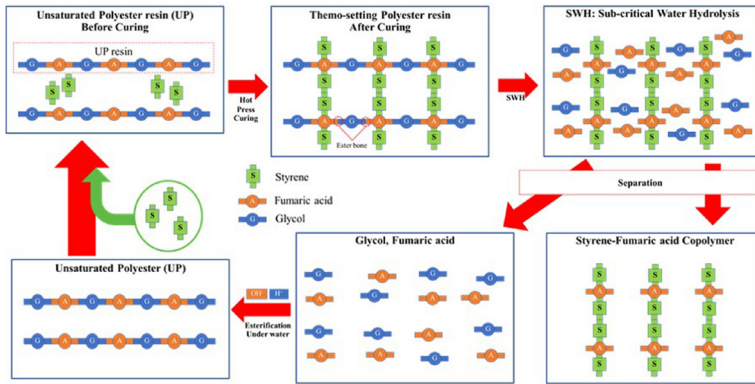 Unsaturated Polyester resin (UP)
Before Curing
UP resin
G A G A G A G
S S S S
G A G A G A G
Hot
Press
Curing
Themo-setting Polyester resin
After Curing
S S S
G A G A G A G
S S S
S S S
G A G A G A G
S S S
Ester bone
SWH
SWH: Sub-critical Water Hydrolysis
S S S A
G A G A
A G A A G
S S S
S S S
G A G A G
A A A G A
S S S
Styrene
Fumaric acid
Glycol
Separation
S
S
S
Unsaturated Polyester (UP)
G A G A G A G
G A G A G A G
OH⁻ H⁺
Esterification
Under water
Glycol, Fumaric acid
G A G G
A G A A
G G A G
A A G A
Styrene-Fumaric acid Copolymer
S S S
A A A
S S S
S S S
A A A
S S S